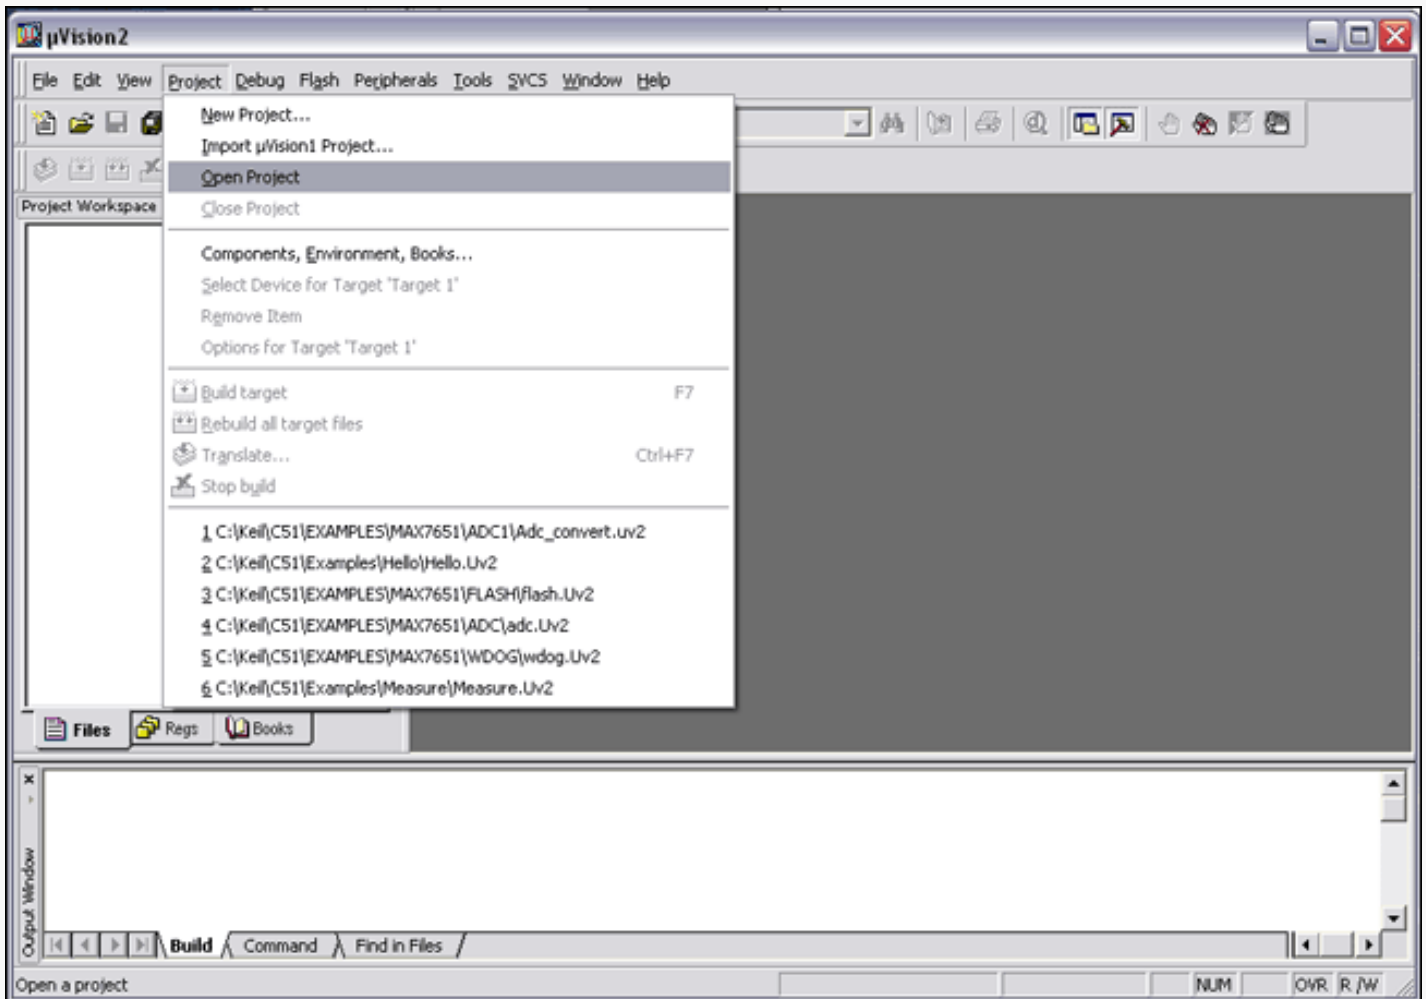 µVision2
File Edit View Project Debug Flash Peripherals Tools SVCS Window Help
New Project...
Import µVision1 Project...
Open Project
Close Project
Project Workspace
Components, Environment, Books...
Select Device for Target 'Target 1'
Remove Item
Options for Target 'Target 1'
Build target F7
Rebuild all target files
Translate... Ctrl+F7
Stop build
1 C:\Keil\C51\EXAMPLES\MAX7651\ADC1\Adc_convert.uv2
2 C:\Keil\C51\Examples\Hello\Hello.Uv2
3 C:\Keil\C51\EXAMPLES\MAX7651\FLASH\flash.Uv2
4 C:\Keil\C51\EXAMPLES\MAX7651\ADC\adc.Uv2
5 C:\Keil\C51\EXAMPLES\MAX7651\WDOG\wdog.Uv2
6 C:\Keil\C51\Examples\Measure\Measure.Uv2
Files Regs Books
Output Window
Build Command Find in Files
Open a project NUM OVR R/W